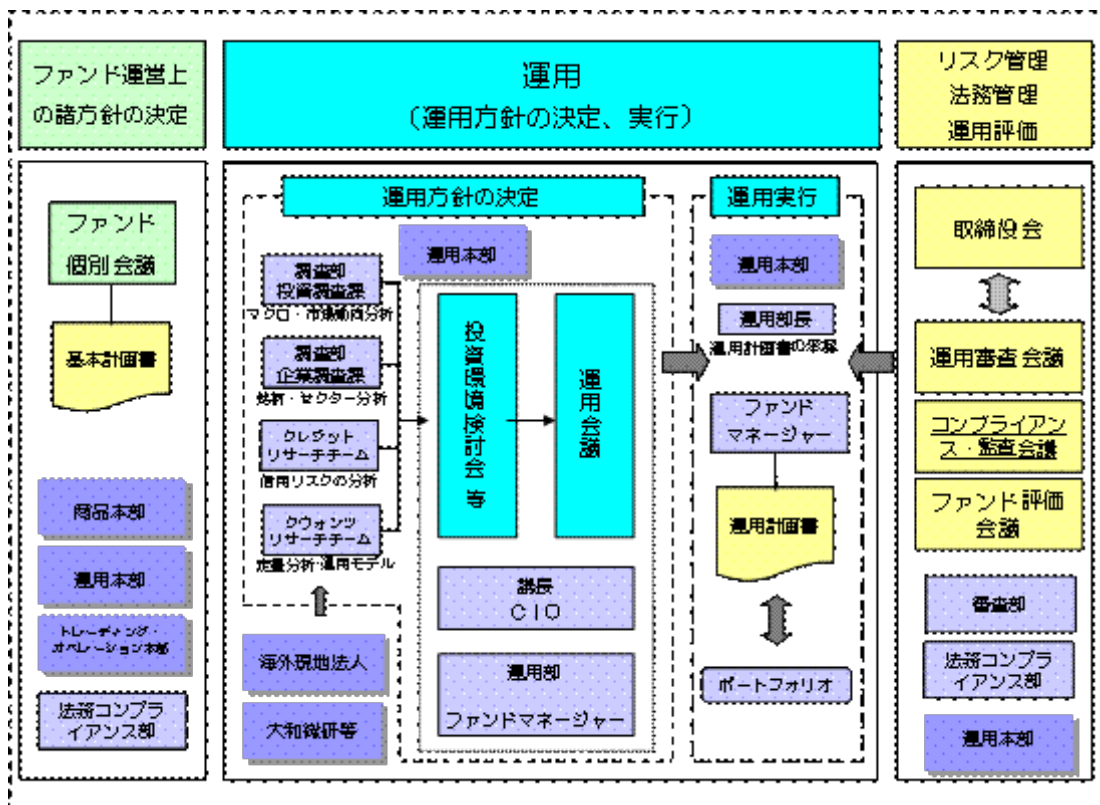 ファンド運営上
の諸方針の決定
ファンド
個別会議
基本計画書
商品本部
運用本部
トレーディング・
オペレーション本部
法務コンプラ
イアンス部
運用
(運用方針の決定、実行)
運用方針の決定
運用本部
調査部
投資調査課
マクロ・市場動向分析
調査部
企業調査課
銘柄・セクター分析
クレジット
リサーチチーム
信用リスクの分析
クウォンツ
リサーチチーム
定量分析・運用モデル
海外現地法人
大和総研等
投資環境検討会 等
運用会議
議長
CIO
運用部
ファンドマネージャー
運用実行
運用本部
運用部長
運用計画書の承認
ファンド
マネージャー
運用計画書
ポートフォリオ
リスク管理
法務管理
運用評価
取締役会
運用審査会議
コンプライアン
ス・監査会議
ファンド評価
会議
審査部
法務コンプラ
イアンス部
運用本部